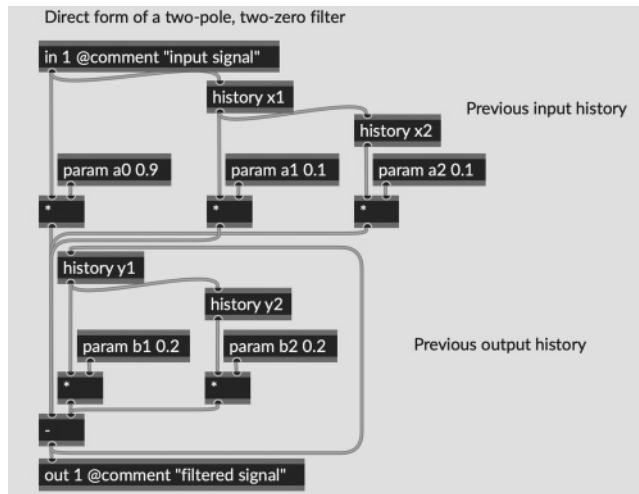 Direct form of a two-pole, two-zero filter
in 1 @comment "input signal"
history x1
Previous input history
history x2
param a0 0.9
param a1 0.1
param a2 0.1
*
*
*
history y1
history y2
param b1 0.2
param b2 0.2
Previous output history
*
*
-
out 1 @comment "filtered signal"